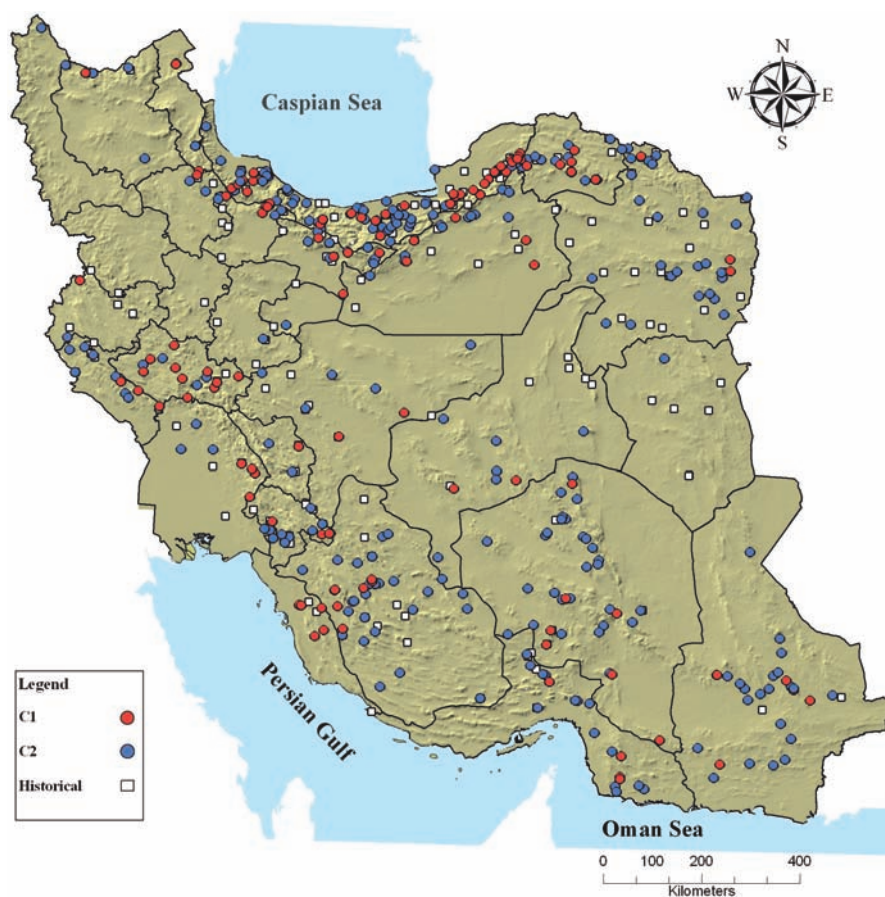 N
W E
S
Caspian Sea
Persian Gulf
Oman Sea
Legend
C1
C2
Historical
0 100 200 400
Kilometers